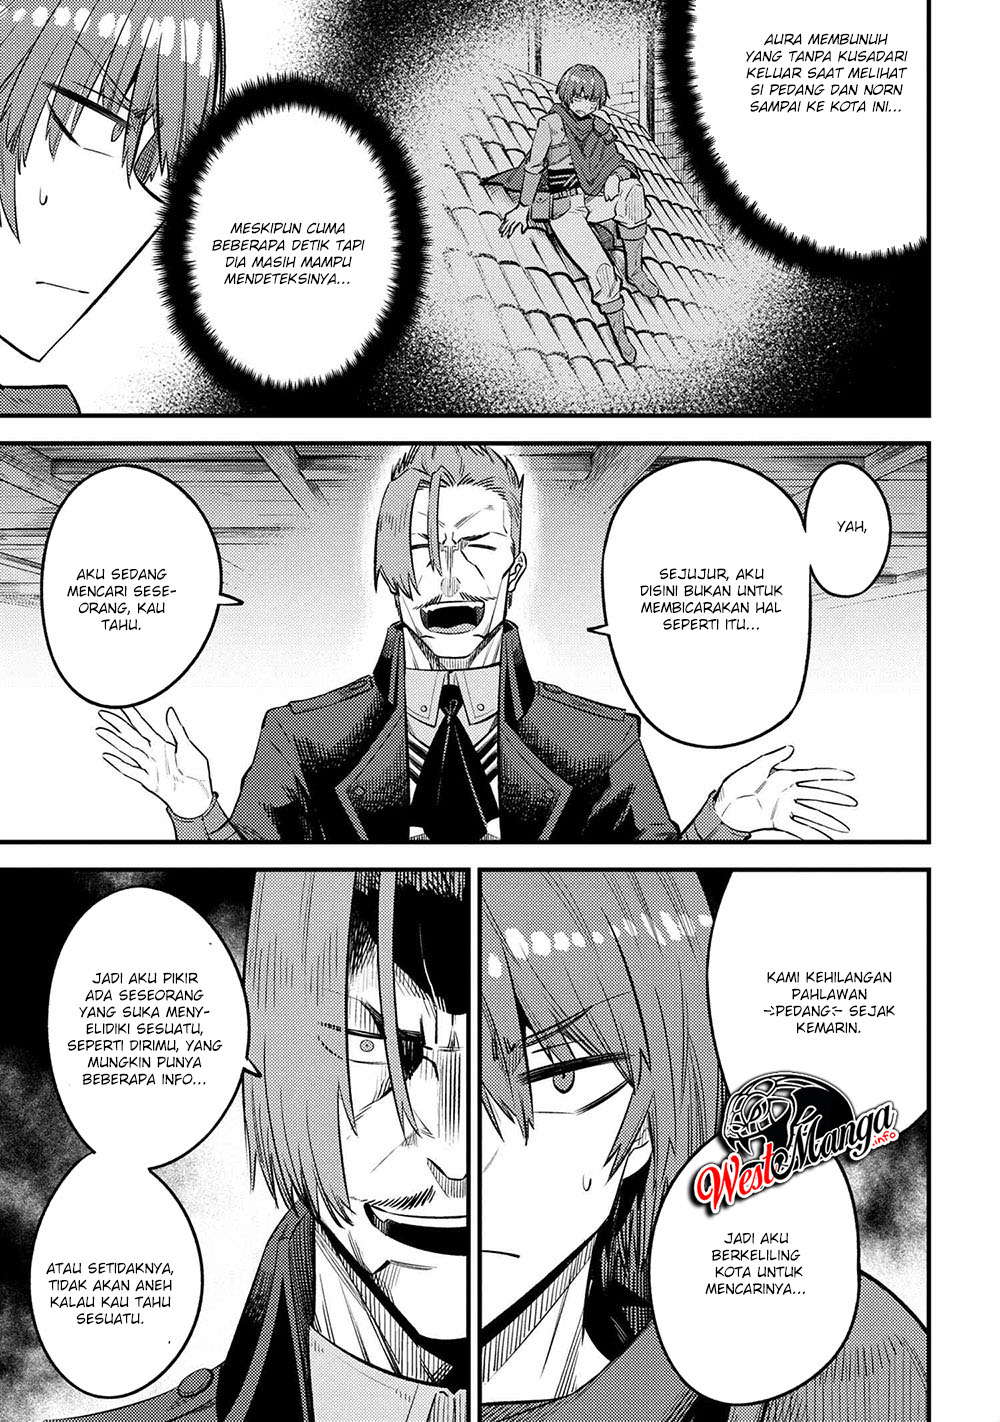 AURA MEMBUNUH
YANG TANPA KUSADARI
KELUAR SAAT MELIHAT
SI PEDANG DAN NORN
SAMPAI KE KOTA INI...
MESKIPUN CUMA
BEBERAPA DETIK TAPI
DIA MASIH MAMPU
MENDETEKSINYA...
YAH,
SEJUJUR, AKU
DISINI BUKAN UNTUK
MEMBICARAKAN HAL
SEPERTI ITU...
AKU SEDANG
MENCARI SESE-
ORANG, KAU
TAHU.
KAMI KEHILANGAN
PAHLAWAN
-:PEDANG:- SEJAK
KEMARIN.
WestManga.info
JADI AKU
BERKELILING
KOTA UNTUK
MENCARINYA...
JADI AKU PIKIR
ADA SESEORANG
YANG SUKA MENY-
ELIDIKI SESUATU,
SEPERTI DIRIMU, YANG
MUNGKIN PUNYA
BEBERAPA INFO...
ATAU SETIDAKNYA,
TIDAK AKAN ANEH
KALAU KAU TAHU
SESUATU.